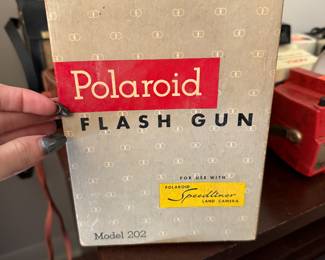 Polaroid
FLASH GUN
FOR USE WITH
POLAROID
Speedliner
LAND CAMERA
Model 202